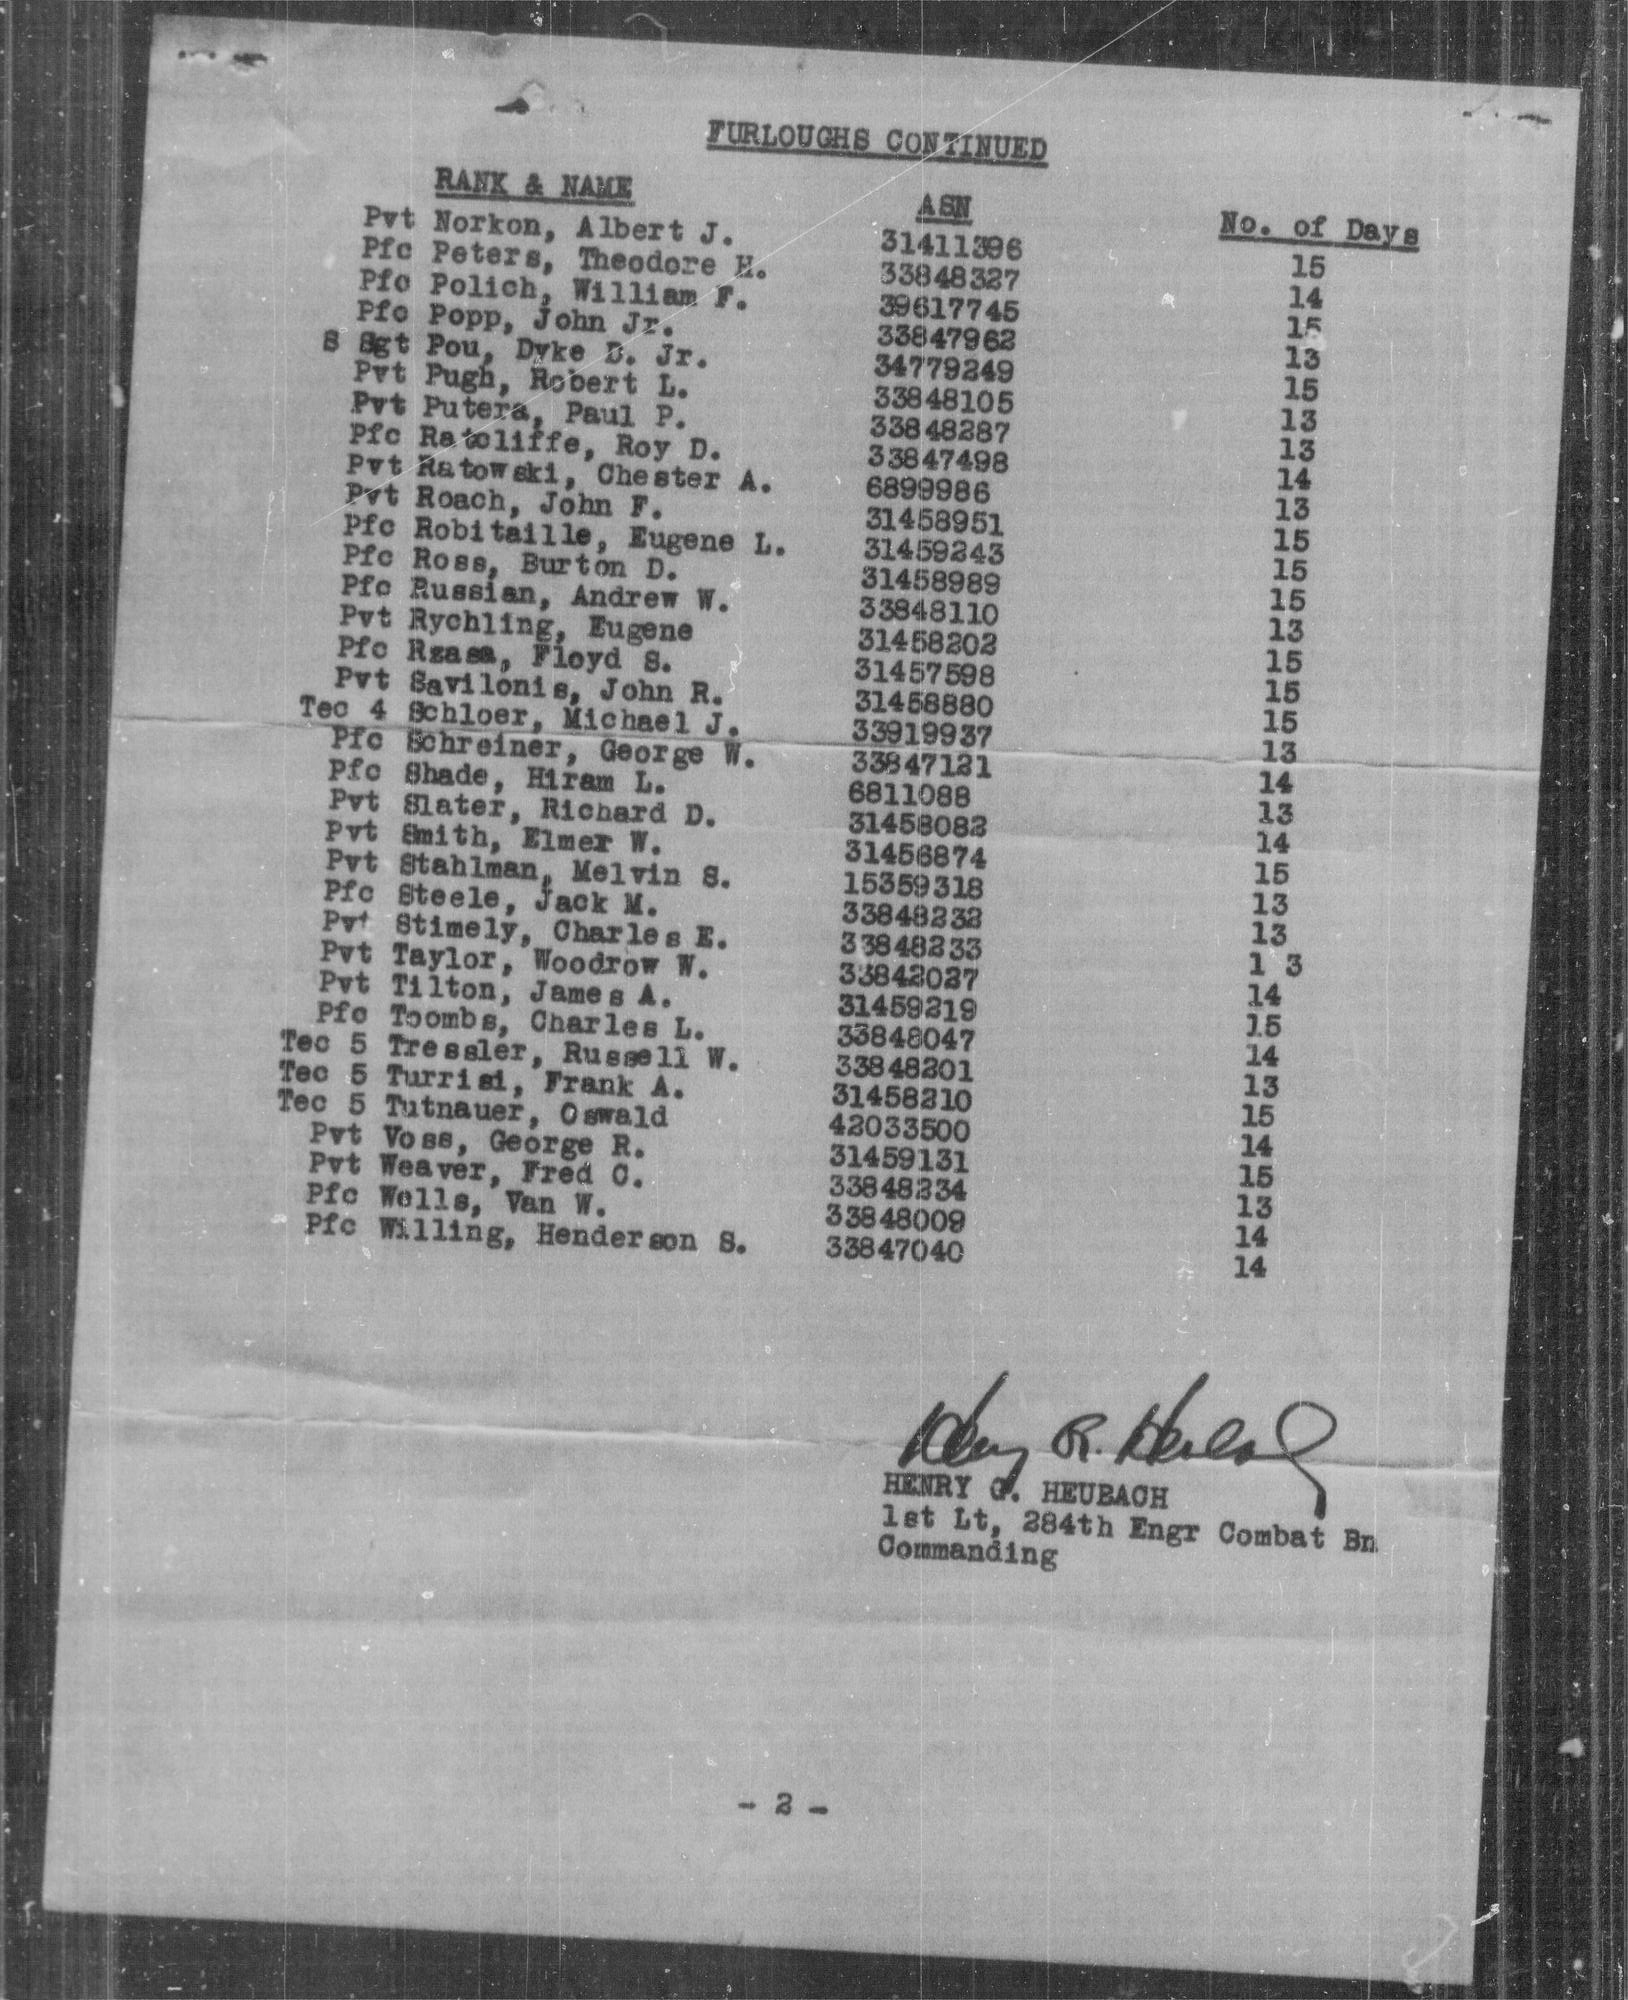 FURLOUGHS CONTINUED
RANK & NAME ASN No. of Days
Pvt Norkon, Albert J. 31411396 15
Pfc Peters, Theodore H. 33848327 14
Pfc Polich, William F. 39617745 15
Pfc Popp, John Jr. 33847962 13
S Sgt Pou, Dyke D. Jr. 34779249 15
Pvt Pugh, Robert L. 33848105 13
Pvt Putera, Paul P. 33848287 13
Pfc Ratcliffe, Roy D. 33847498 14
Pvt Ratowski, Chester A. 6899986 13
Pvt Roach, John F. 31458951 15
Pfc Robitaille, Eugene L. 31459243 15
Pfc Ross, Burton D. 31458989 15
Pfc Russian, Andrew W. 33848110 13
Pvt Rychling, Eugene 31458202 15
Pfc Rzasa, Floyd S. 31457598 15
Pvt Savilonis, John R. 31458880 15
Tec 4 Schloer, Michael J. 33919937 13
Pfc Schreiner, George W. 33847121 14
Pfc Shade, Hiram L. 6811088 13
Pvt Slater, Richard D. 31458082 14
Pvt Smith, Elmer W. 31456874 15
Pvt Stahlman, Melvin S. 15359318 13
Pfc Steele, Jack M. 33848232 13
Pvt Stimely, Charles E. 33848233 1 3
Pvt Taylor, Woodrow W. 33842027 14
Pvt Tilton, James A. 31459219 15
Pfc Toombs, Charles L. 33848047 14
Tec 5 Tressler, Russell W. 33848201 13
Tec 5 Turrisi, Frank A. 31458210 15
Tec 5 Tutnauer, Oswald 42033500 14
Pvt Voss, George R. 31459131 15
Pvt Weaver, Fred C. 33848234 13
Pfc Wells, Van W. 33848009 14
Pfc Willing, Henderson S. 33847040 14
Henry R. Heubach
HENRY G. HEUBACH
1st Lt, 284th Engr Combat Bn
Commanding
- 2 -